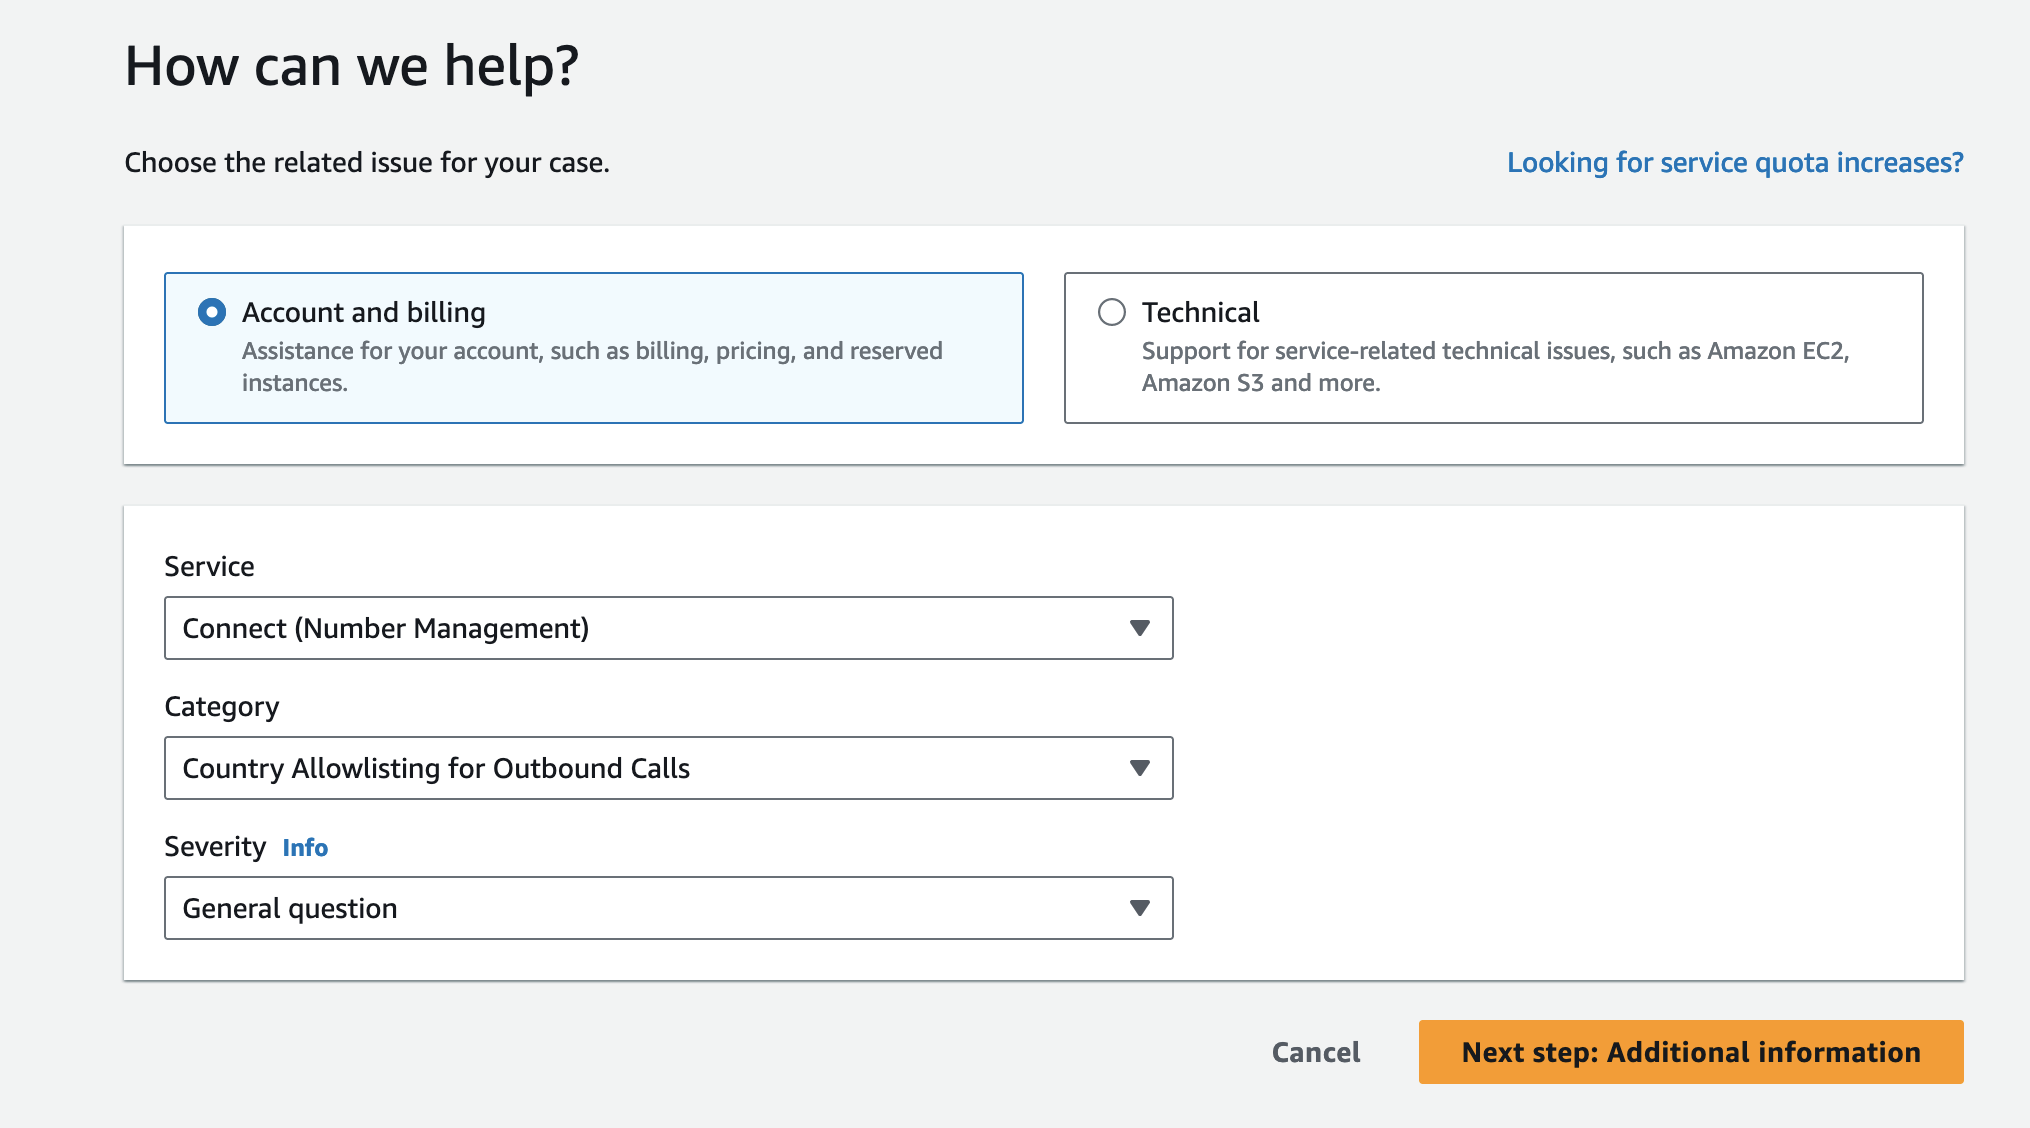 How can we help?
Choose the related issue for your case.
Looking for service quota increases?
Account and billing
Assistance for your account, such as billing, pricing, and reserved
instances.
Technical
Support for service-related technical issues, such as Amazon EC2,
Amazon S3 and more.
Service
Connect (Number Management)
Category
Country Allowlisting for Outbound Calls
Severity Info
General question
Cancel
Next step: Additional information